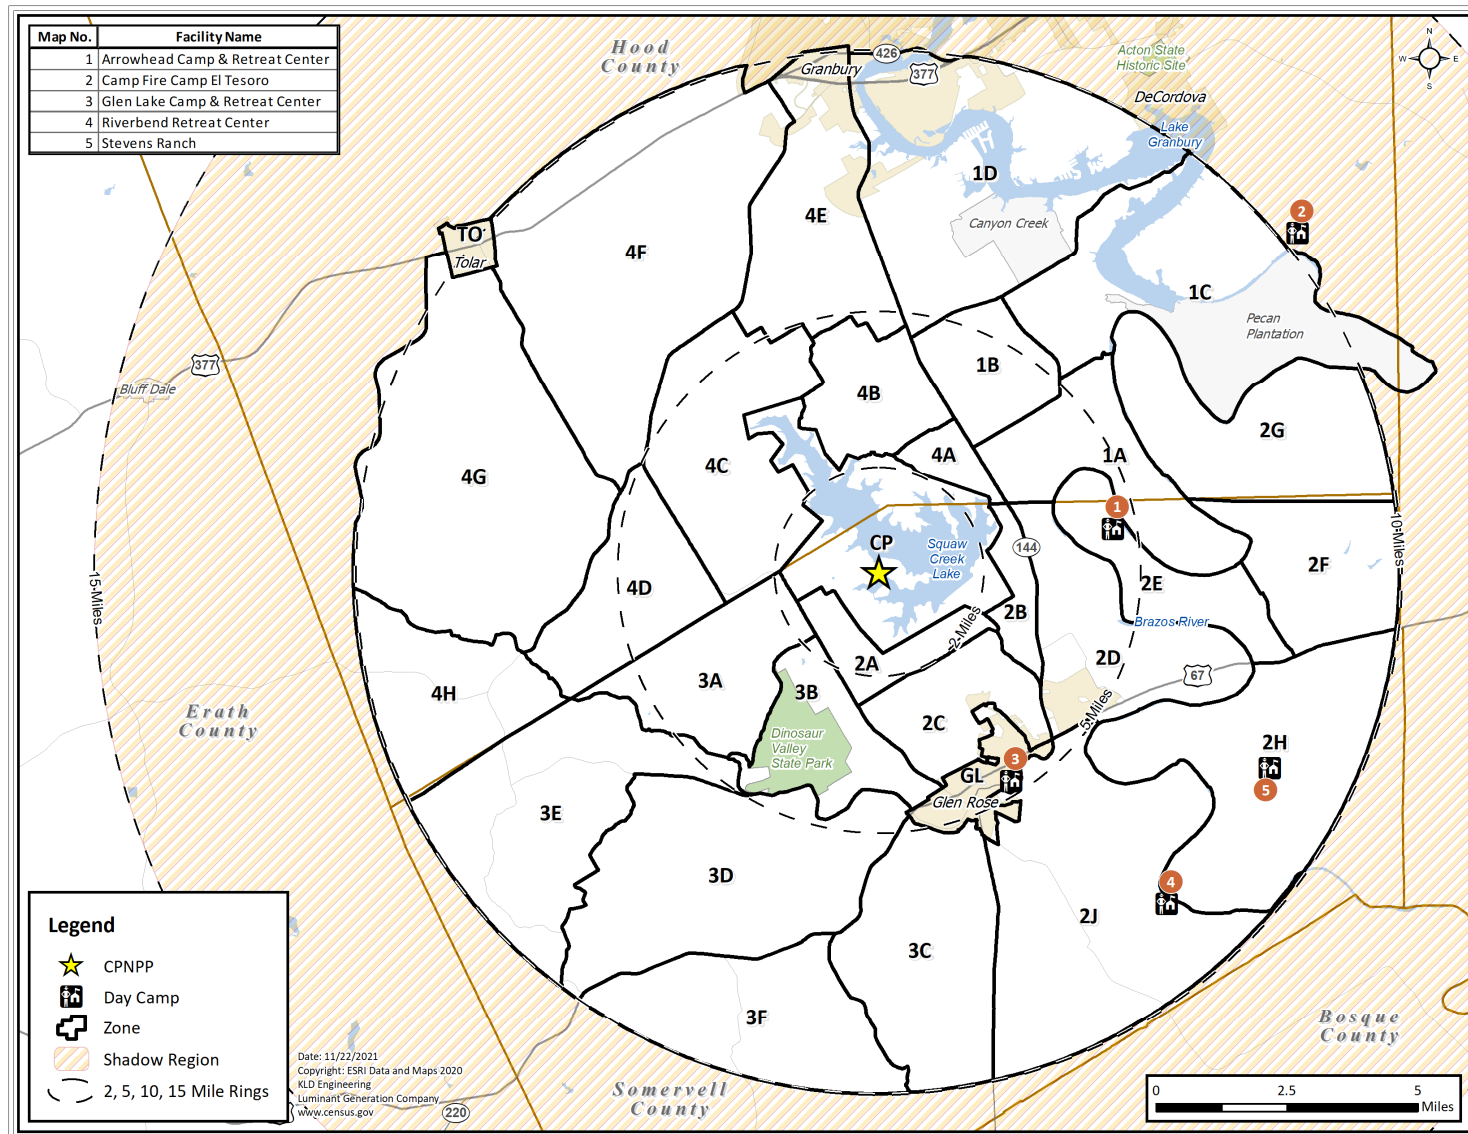 Map No. Facility Name
1 Arrowhead Camp & Retreat Center
2 Camp Fire Camp El Tesoro
3 Glen Lake Camp & Retreat Center
4 Riverbend Retreat Center
5 Stevens Ranch
Hood
County
Granbury
426
377
Acton State
Historic Site
DeCordova
Lake
Granbury
N
W E
S
1D
4E
Canyon Creek
2
TO
Tolar
4F
1C
Pecan
Plantation
377
Bluff Dale
1B
4B
2G
4G
4C
4A
1A
1
10 Miles
CP
Squaw
Creek
Lake
144
2F
15 Miles
4D
2E
2B
Brazos River
2 Miles
2A
2D
67
4H
3A
3B
5 Miles
Erath
County
2C
Dinosaur
Valley
State Park
2H
3
GL
Glen Rose
5
3E
3D
4
2J
3C
3F
Bosque
County
Somervell
County
220
Legend
CPNPP
Day Camp
Zone
Shadow Region
2, 5, 10, 15 Mile Rings
Date: 11/22/2021
Copyright: ESRI Data and Maps 2020
KLD Engineering
Luminant Generation Company
www.census.gov
0 2.5 5
Miles